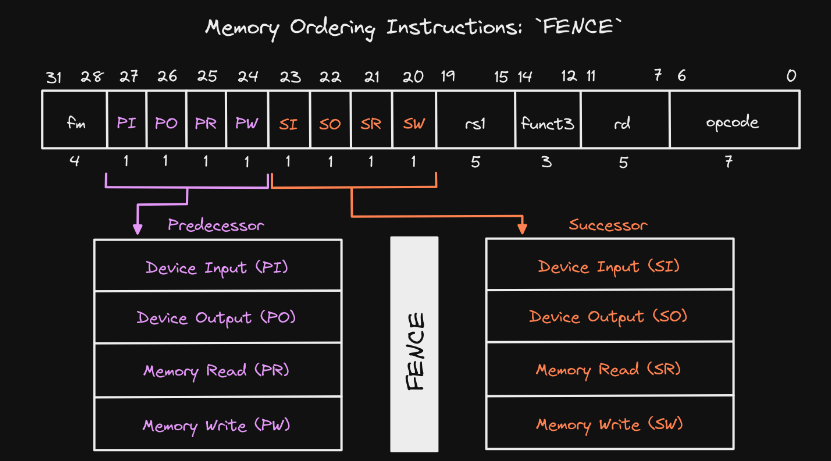 Memory Ordering Instructions: `FENCE`
31 28 27 26 25 24 23 22 21 20 19 15 14 12 11 7 6 0
fm PI PO PR PW SI SO SR SW rs1 funct3 rd opcode
4 1 1 1 1 1 1 1 1 5 3 5 7
Predecessor
Device Input (PI)
Device Output (PO)
Memory Read (PR)
Memory Write (PW)
FENCE
Successor
Device Input (SI)
Device Output (SO)
Memory Read (SR)
Memory Write (SW)